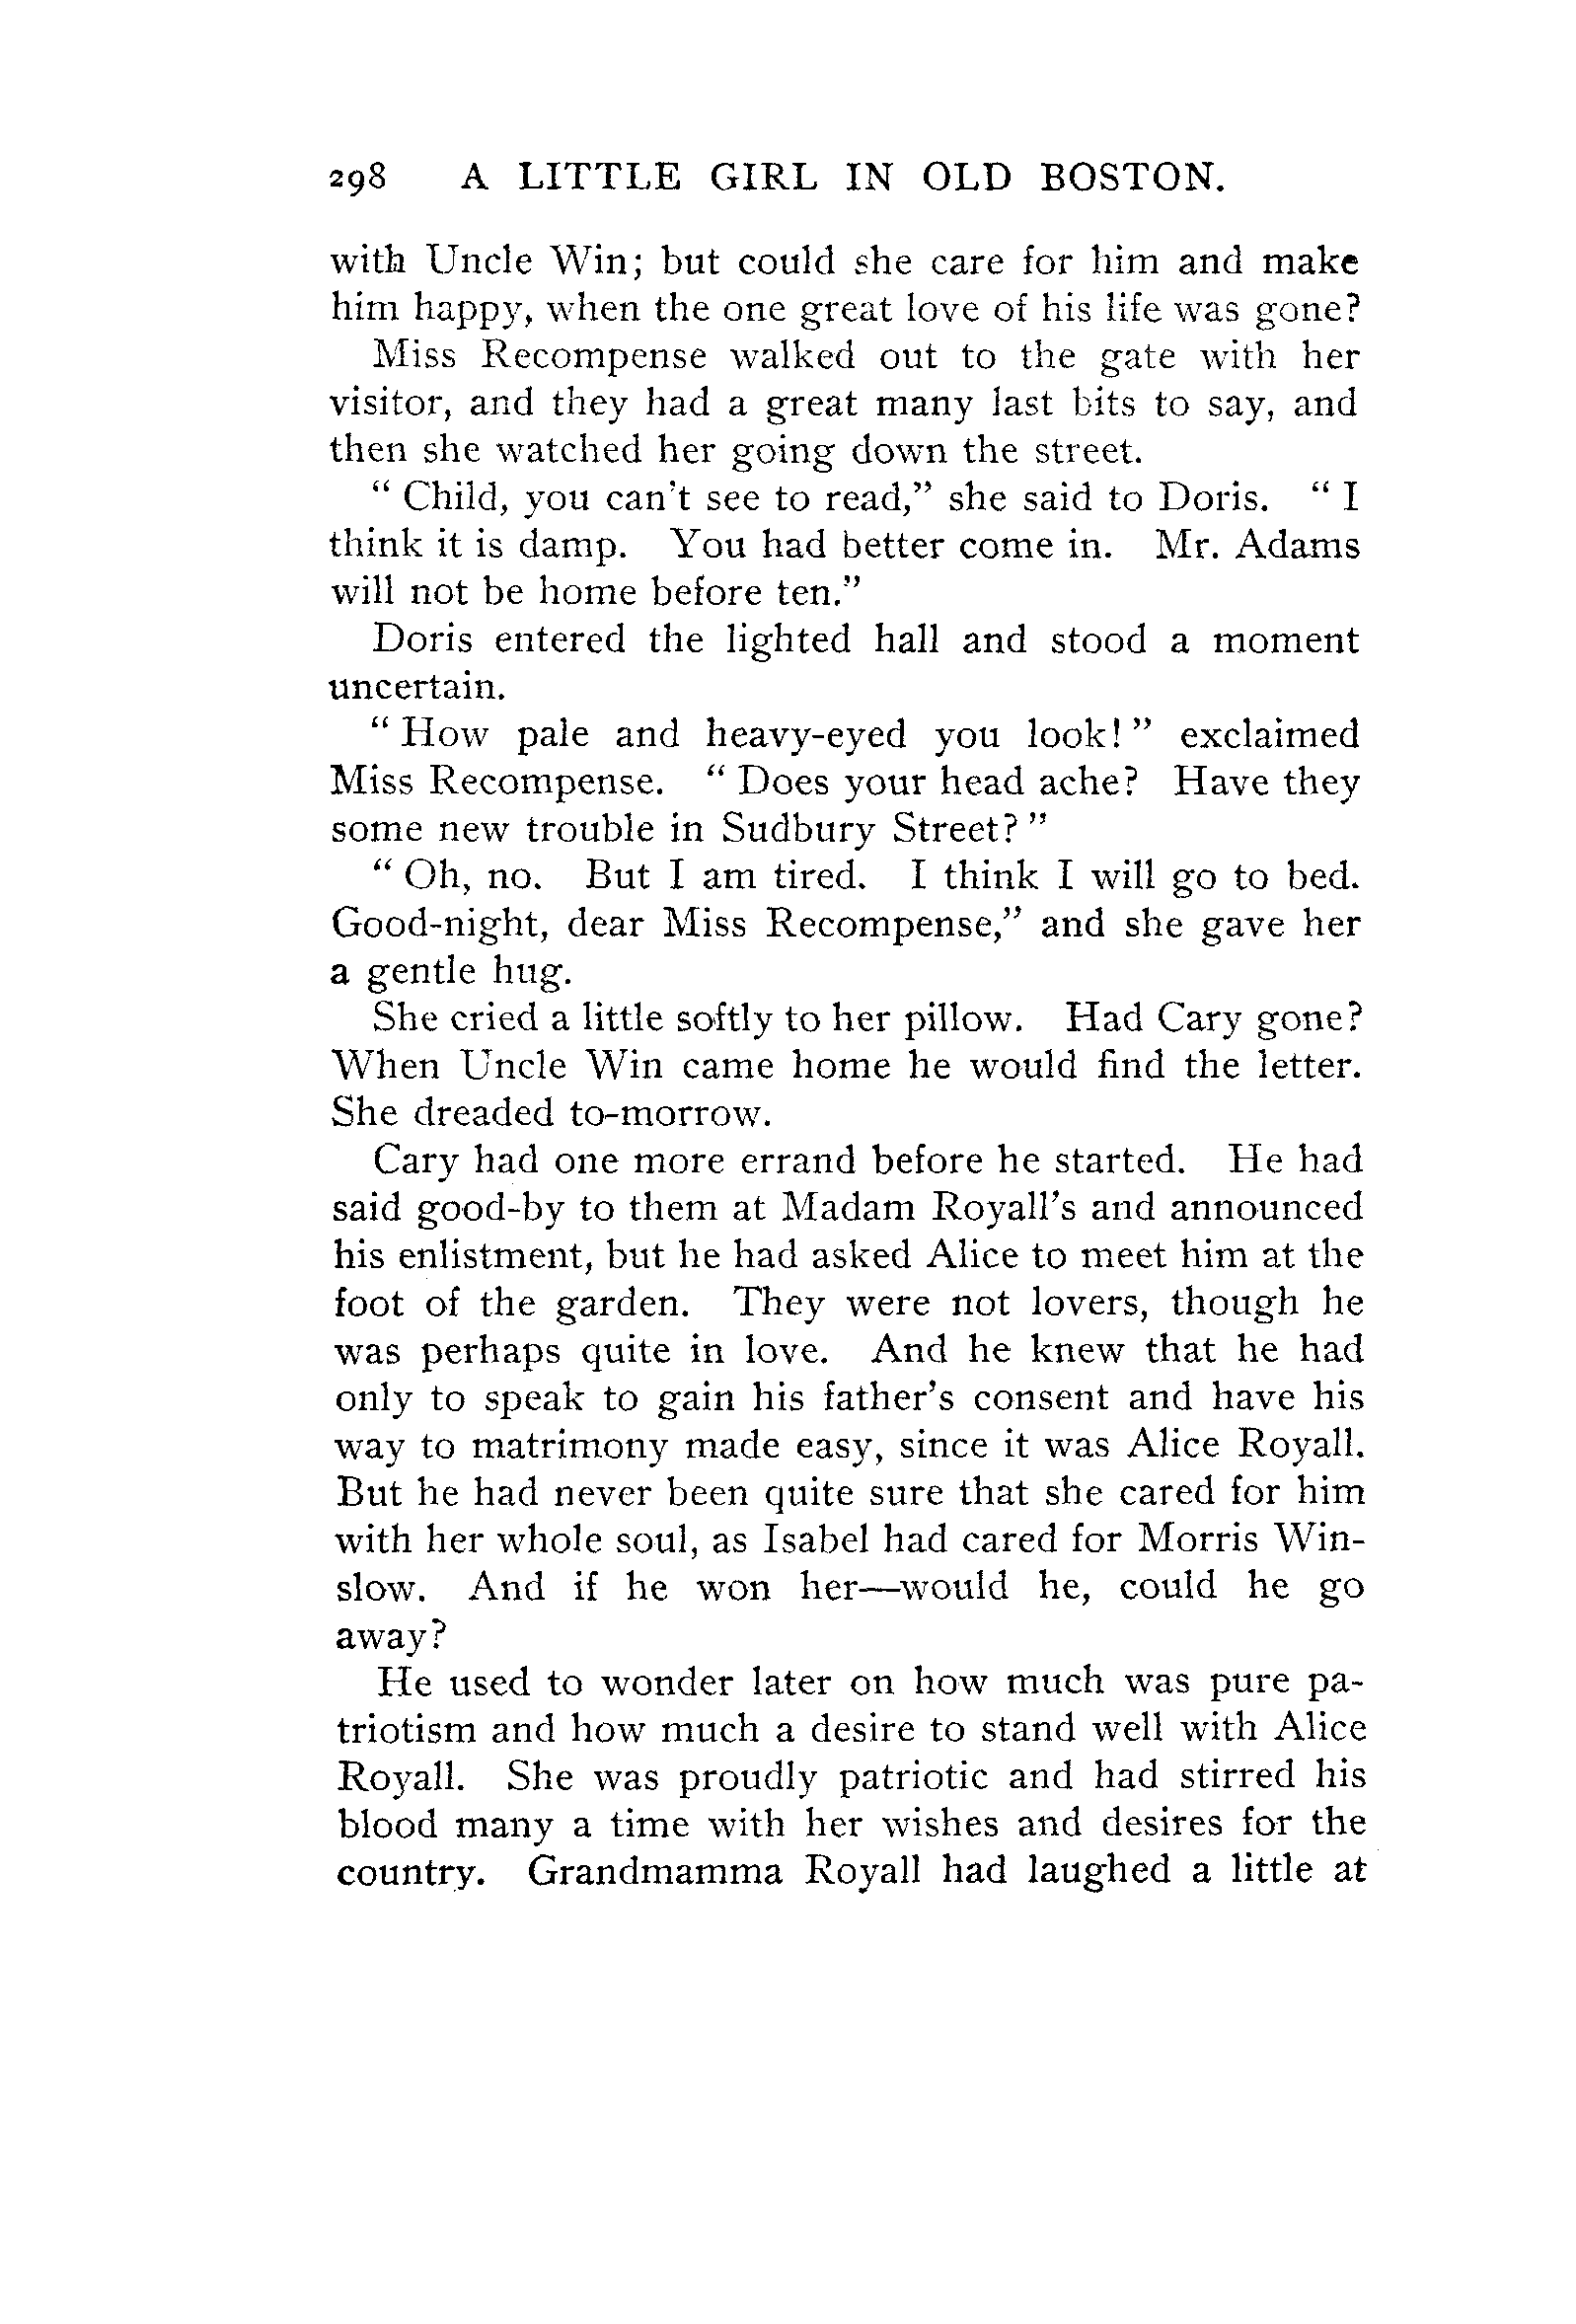 298 A LITTLE GIRL IN OLD BOSTON.
with Uncle Win; but could she care for him and make
him happy, when the one great love of his life was gone?
Miss Recompense walked out to the gate with her
visitor, and they had a great many last bits to say, and
then she watched her going down the street.
“ Child, you can't see to read,” she said to Doris. “ I
think it is damp. You had better come in. Mr. Adams
will not be home before ten.”
Doris entered the lighted hall and stood a moment
uncertain.
“ How pale and heavy-eyed you look! ” exclaimed
Miss Recompense. “ Does your head ache? Have they
some new trouble in Sudbury Street? ”
“ Oh, no. But I am tired. I think I will go to bed.
Good-night, dear Miss Recompense,” and she gave her
a gentle hug.
She cried a little softly to her pillow. Had Cary gone?
When Uncle Win came home he would find the letter.
She dreaded to-morrow.
Cary had one more errand before he started. He had
said good-by to them at Madam Royall's and announced
his enlistment, but he had asked Alice to meet him at the
foot of the garden. They were not lovers, though he
was perhaps quite in love. And he knew that he had
only to speak to gain his father's consent and have his
way to matrimony made easy, since it was Alice Royall.
But he had never been quite sure that she cared for him
with her whole soul, as Isabel had cared for Morris Win-
slow. And if he won her—would he, could he go
away?
He used to wonder later on how much was pure pa-
triotism and how much a desire to stand well with Alice
Royall. She was proudly patriotic and had stirred his
blood many a time with her wishes and desires for the
country. Grandmamma Royall had laughed a little at